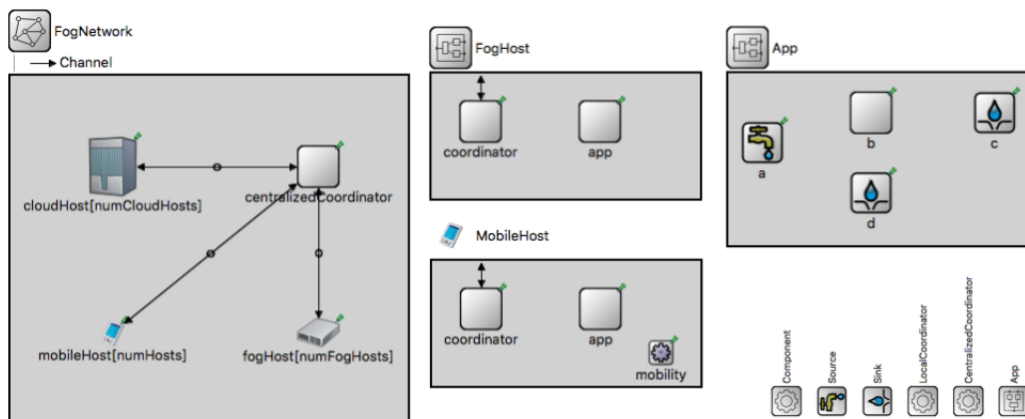 FogNetwork
Channel
cloudHost[numCloudHosts]
centralizedCoordinator
mobileHost[numHosts]
fogHost[numFogHosts]
FogHost
coordinator
app
MobileHost
coordinator
app
mobility
App
a
b
c
d
Component
Source
Sink
LocalCoordinator
CentralizedCoordinator
App